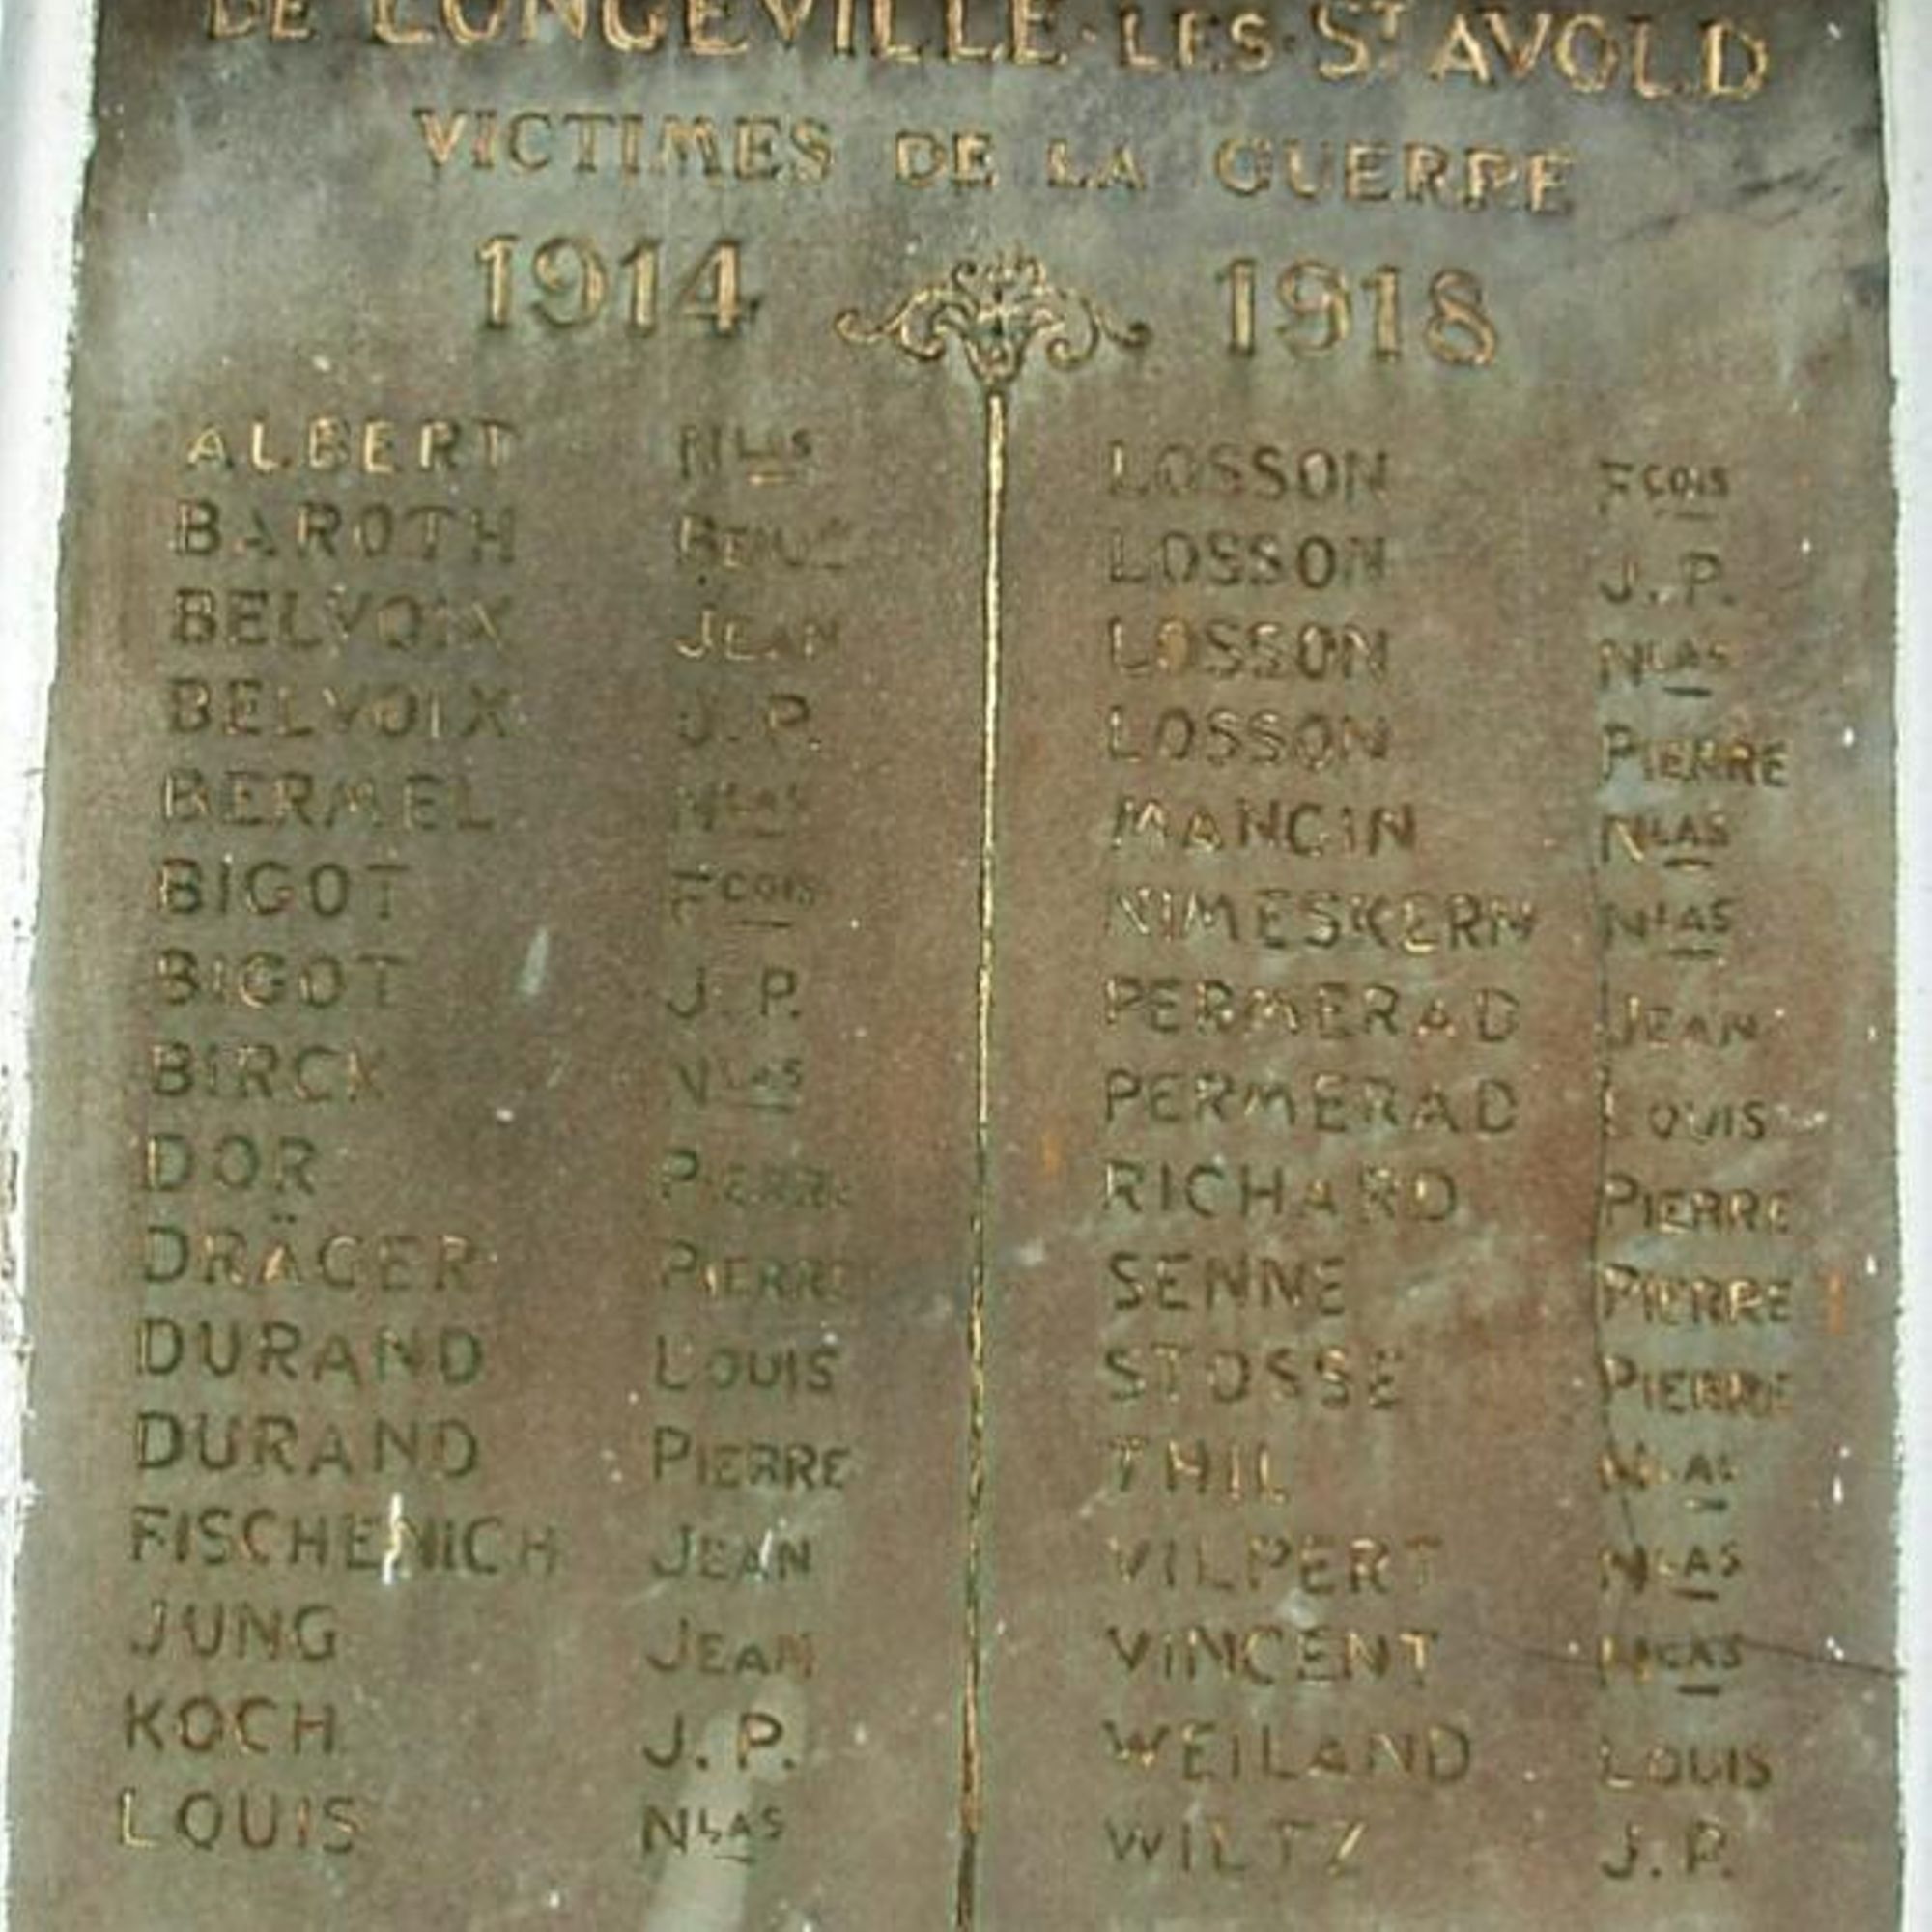 DE LONGEVILLE-LES-ST AVOLD
VICTIMES DE LA GUERRE
1914 1918
ALBERT NLAS
BAROTH
BELVOIX JEAN
BELVOIX J. P.
BERMEL NLAS
BIGOT FCOIS
BIGOT J. P.
BIRCK NLAS
DOR PIERRE
DRÄGER PIERRE
DURAND LOUIS
DURAND PIERRE
FISCHENICH JEAN
JUNG JEAN
KOCH J. P.
LOUIS NLAS
LOSSON FCOIS
LOSSON J. P.
LOSSON NLAS
LOSSON PIERRE
MANGIN NLAS
NIMESKERN NLAS
PERMERAD JEAN
PERMERAD LOUIS
RICHARD PIERRE
SENNE PIERRE
STOSSE PIERRE
THIL NLAS
VILPERT NLAS
VINCENT NLAS
WEILAND LOUIS
WILTZ J. P.